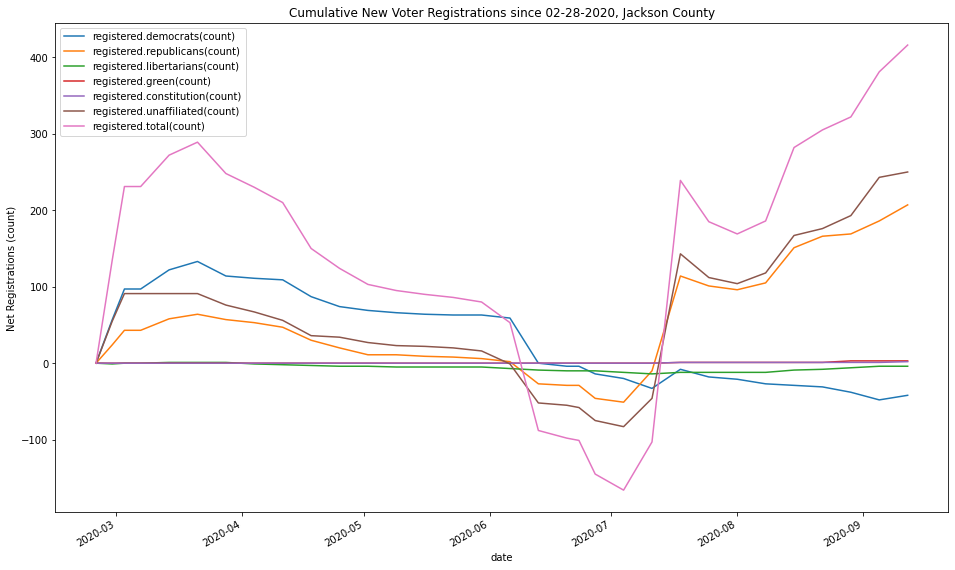 Cumulative New Voter Registrations since 02-28-2020, Jackson County
registered.democrats(count)
registered.republicans(count)
registered.libertarians(count)
registered.green(count)
registered.constitution(count)
registered.unaffiliated(count)
registered.total(count)
Net Registrations (count)
400
300
200
100
0
−100
2020-03
2020-04
2020-05
2020-06
2020-07
2020-08
2020-09
date